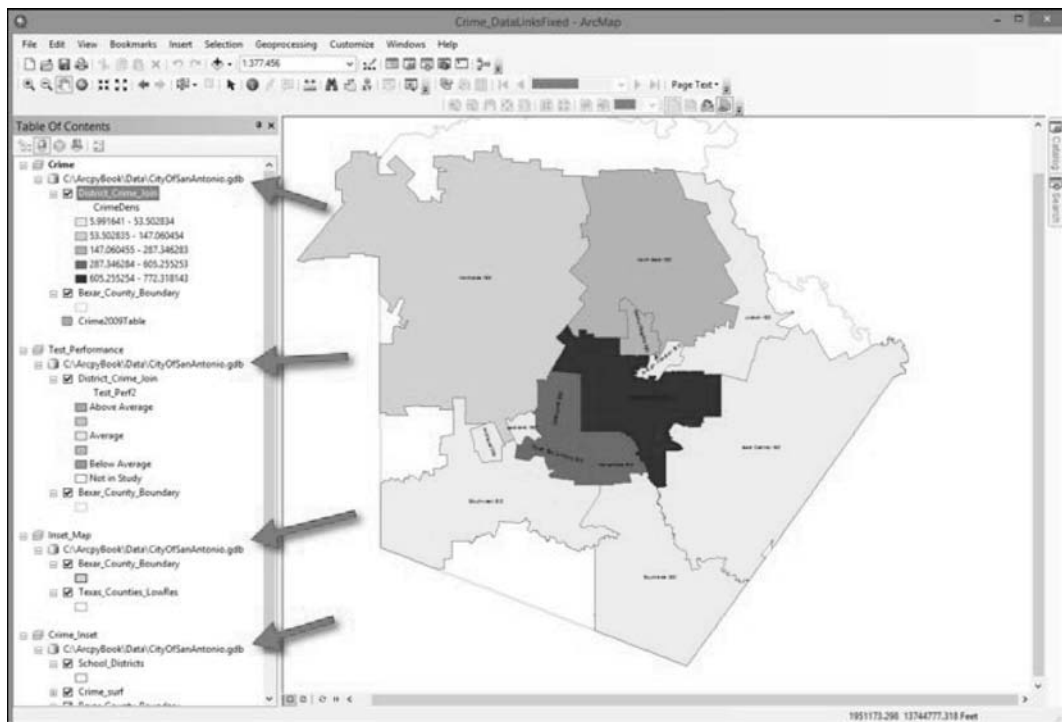 Crime_DataLinksFixed - ArcMap
File Edit View Bookmarks Insert Selection Geoprocessing Customize Windows Help
1:377,456
Page Text
Table Of Contents
Crime
C:\ArcpyBook\Data\CityOfSanAntonio.gdb
District_Crime_Join
CrimeDens
5.991641 - 53.502834
53.502835 - 147.060454
147.060455 - 287.346283
287.346284 - 605.255253
605.255254 - 772.318143
Bexar_County_Boundary
Crime2009Table
Test_Performance
C:\ArcpyBook\Data\CityOfSanAntonio.gdb
District_Crime_Join
Test_Perf2
Above Average
Average
Below Average
Not in Study
Bexar_County_Boundary
Inset_Map
C:\ArcpyBook\Data\CityOfSanAntonio.gdb
Bexar_County_Boundary
Texas_Counties_LowRes
Crime_Inset
C:\ArcpyBook\Data\CityOfSanAntonio.gdb
School_Districts
Crime_surf
Bexar_County_Boundary
Catalog
Search
1951173.298 13744777.318 Feet